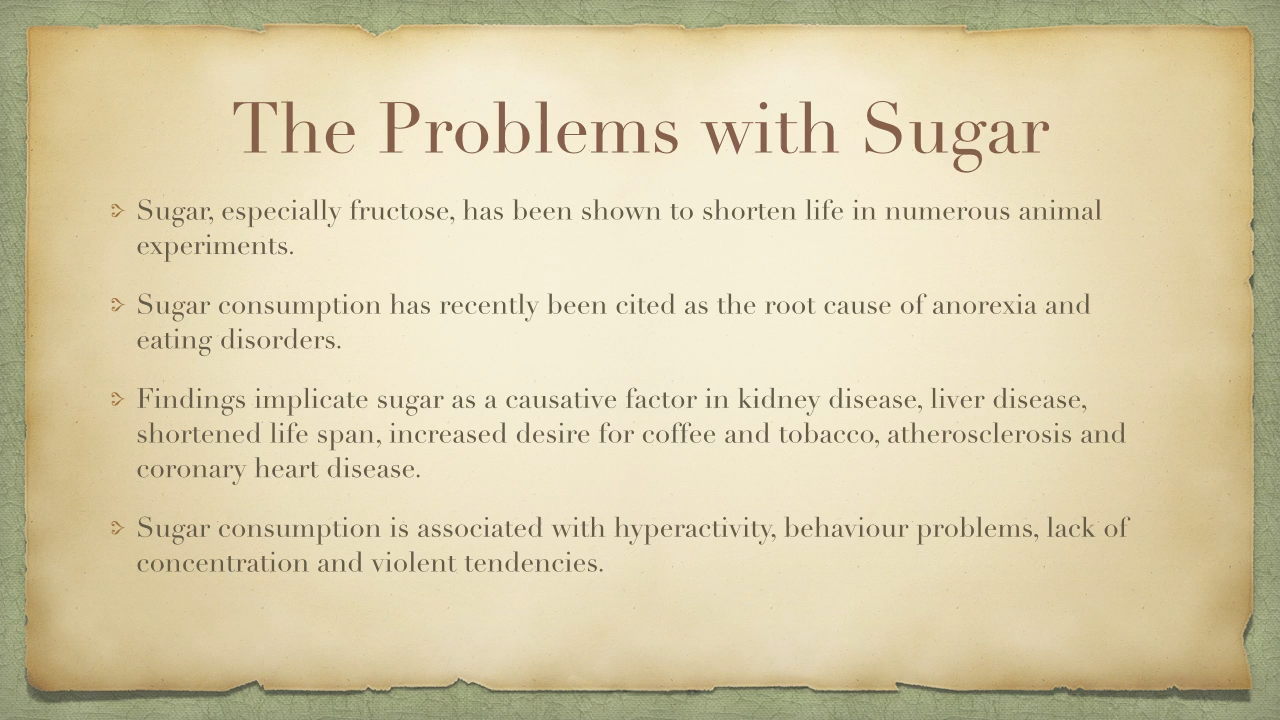 The Problems with Sugar
Sugar, especially fructose, has been shown to shorten life in numerous animal
experiments.
Sugar consumption has recently been cited as the root cause of anorexia and
eating disorders.
Findings implicate sugar as a causative factor in kidney disease, liver disease,
shortened life span, increased desire for coffee and tobacco, atherosclerosis and
coronary heart disease.
Sugar consumption is associated with hyperactivity, behaviour problems, lack of
concentration and violent tendencies.